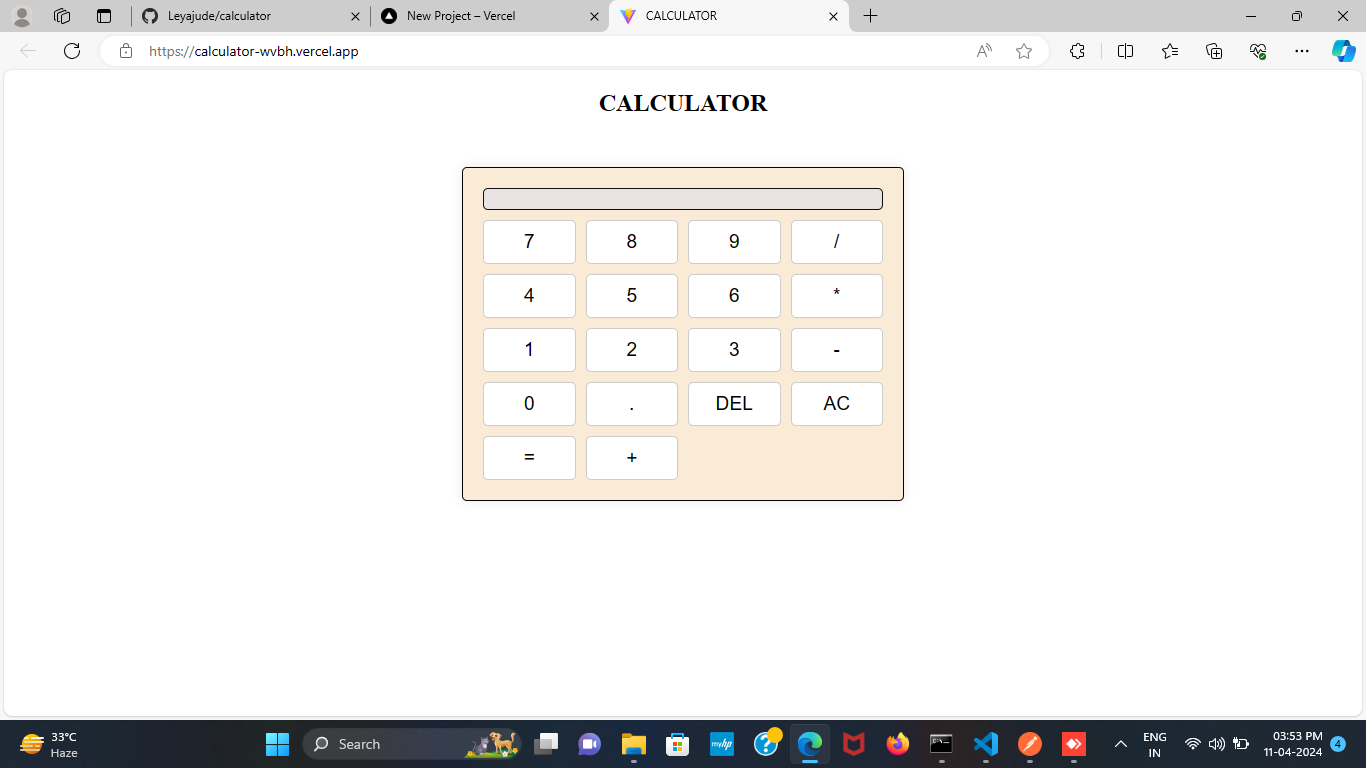 Leyajude/calculator
New Project – Vercel
CALCULATOR
https://calculator-wvbh.vercel.app
CALCULATOR
7 8 9 /
4 5 6 *
1 2 3 -
0 . DEL AC
= +
33°C
Haze
Search
myhp
ENG
IN
03:53 PM
11-04-2024
4